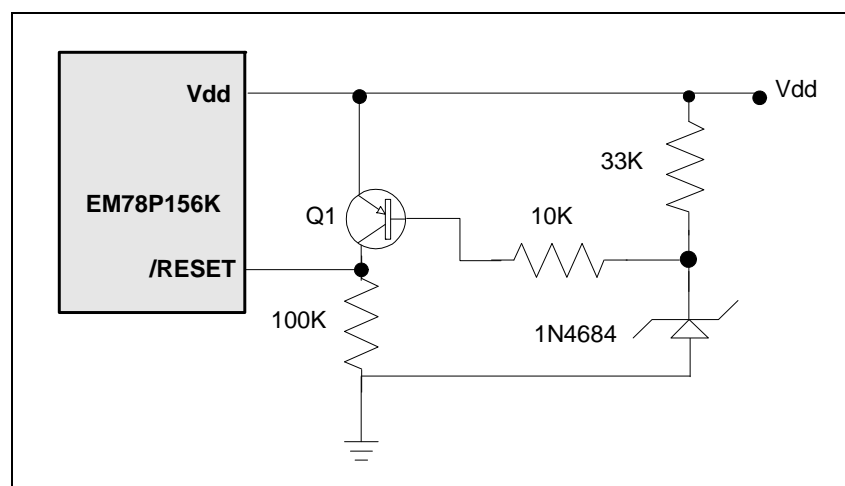 Vdd
Vdd
33K
EM78P156K
Q1
10K
/RESET
100K
1N4684